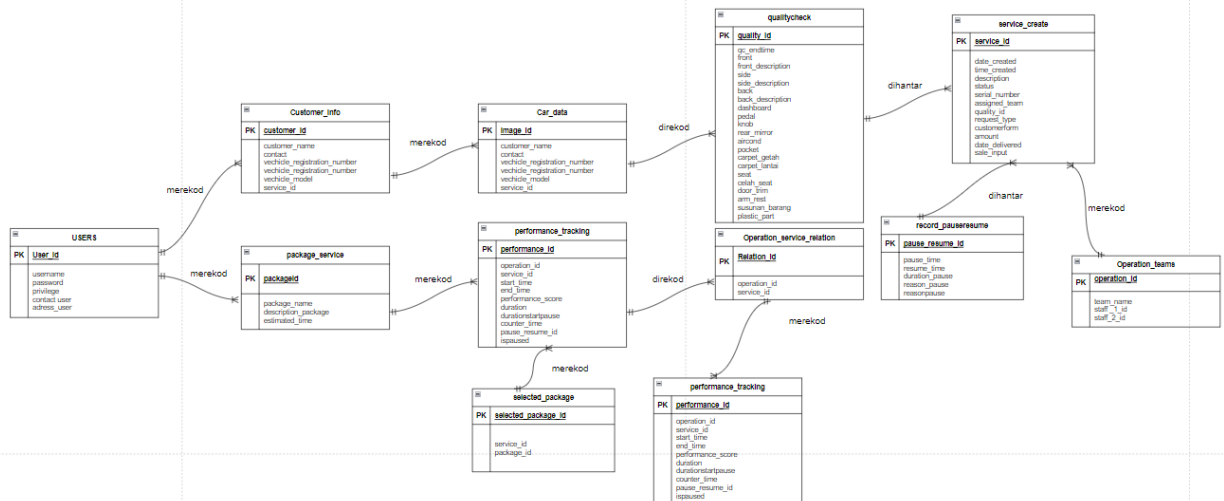 USERS
PK User_id
username
password
privilege
contact user
adress_user
merekod
merekod
Customer_info
PK customer_id
customer_name
contact
vechicle_registration_number
vechicle_registration_number
vechicle_model
service_id
merekod
package_service
PK packageid
package_name
description_package
estimated_time
merekod
Car_data
PK image_id
customer_name
contact
vechicle_registration_number
vechicle_registration_number
vechicle_model
service_id
direkod
performance_tracking
PK performance_id
operation_id
service_id
start_time
end_time
performance_score
duration
durationstartpause
counter_time
pause_resume_id
ispaused
direkod
merekod
selected_package
PK selected_package_id
service_id
package_id
qualitycheck
PK quality_id
qc_endtime
front
front_description
side
side_description
back
back_description
dashboard
pedal
knob
rear_mirror
aircond
pocket
carpet_getah
carpet_lantai
seat
celah_seat
door_trim
arm_rest
susunan_barang
plastic_part
dihantar
Operation_service_relation
PK Relation_id
operation_id
service_id
merekod
performance_tracking
PK performance_id
operation_id
service_id
start_time
end_time
performance_score
duration
durationstartpause
counter_time
pause_resume_id
ispaused
service_create
PK service_id
date_created
time_created
description
status
serial_number
assigned_team
quality_id
request_type
customerform
amount
date_delivered
sale_input
dihantar
merekod
record_pauseresume
PK pause_resume_id
pause_time
resume_time
duration_pause
reason_pause
reasonpause
Operation_teams
PK operation_id
team_name
staff_1_id
staff_2_id